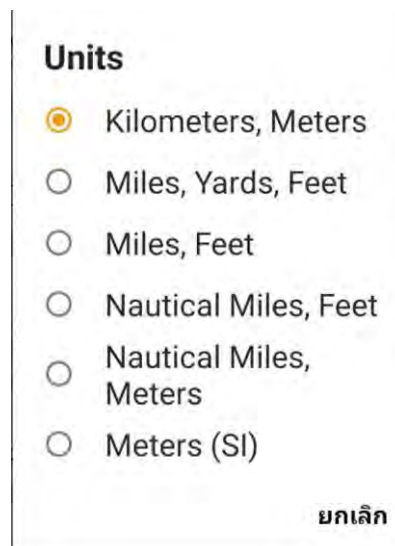 Units
Kilometers, Meters
Miles, Yards, Feet
Miles, Feet
Nautical Miles, Feet
Nautical Miles,
Meters
Meters (SI)
ยกเลิก